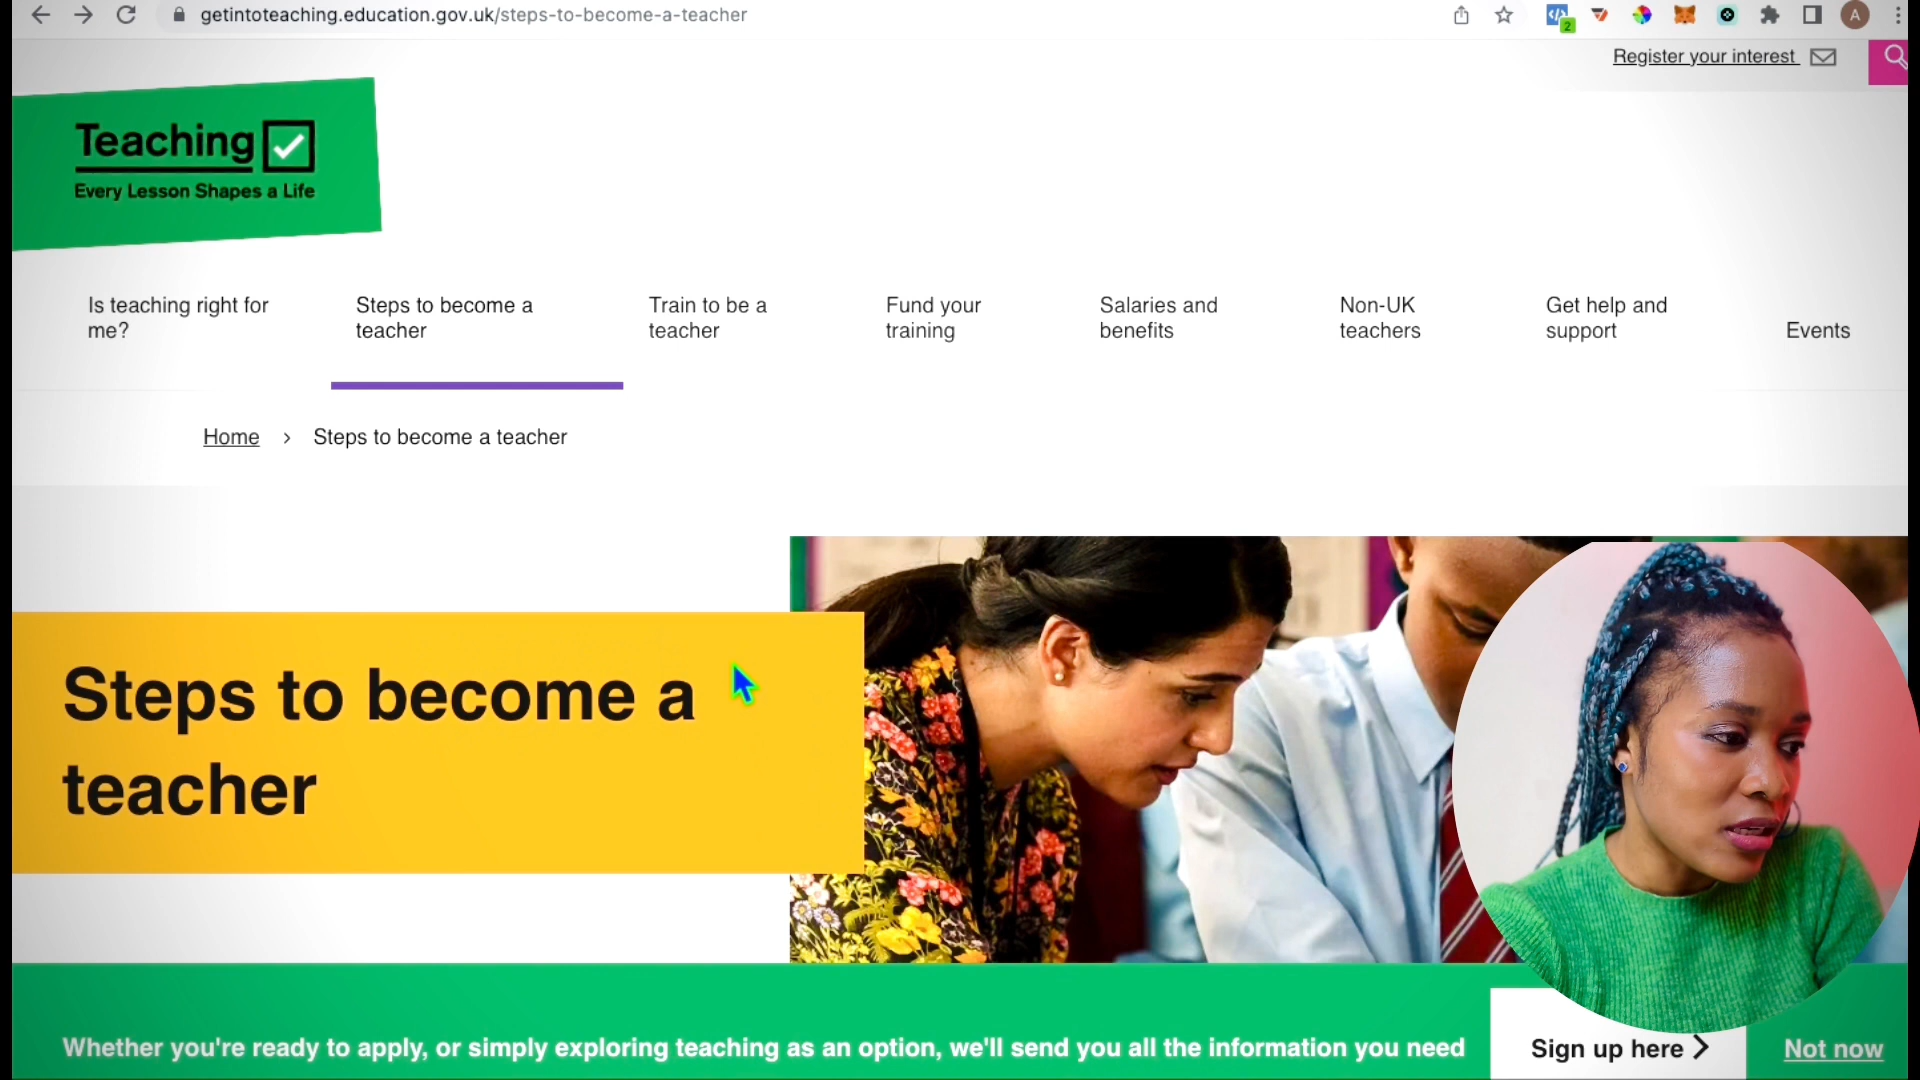 getintoteaching.education.gov.uk/steps-to-become-a-teacher
2
A
Register your interest
Teaching
Every Lesson Shapes a Life
Is teaching right for
me?
Steps to become a
teacher
Train to be a
teacher
Fund your
training
Salaries and
benefits
Non-UK
teachers
Get help and
support
Events
Home > Steps to become a teacher
Steps to become a
teacher
Whether you're ready to apply, or simply exploring teaching as an option, we'll send you all the information you need
Sign up here >
Not now